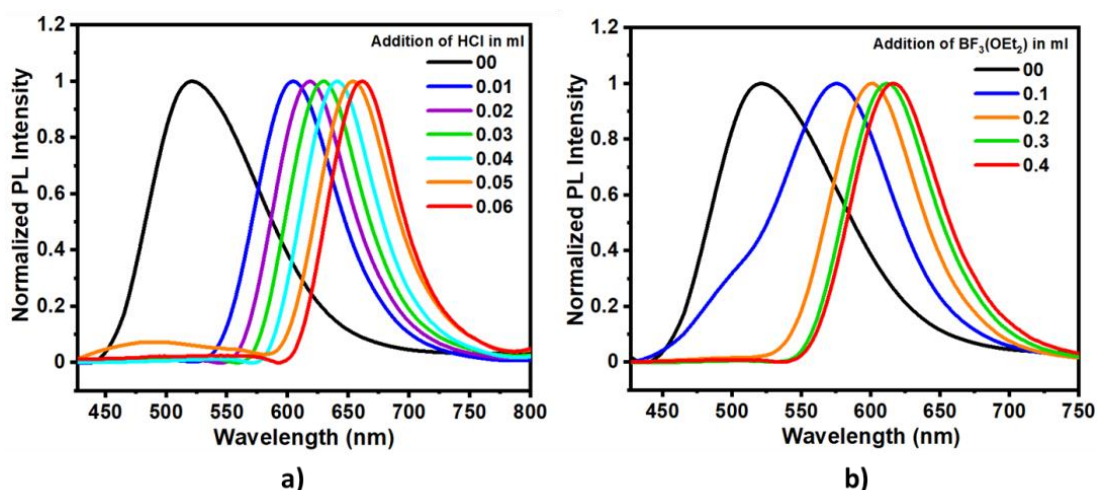 1.2
1
0.8
0.6
0.4
0.2
0
Normalized PL Intensity
Addition of HCl in ml
00
0.01
0.02
0.03
0.04
0.05
0.06
425 500 550 600 650 700 750 800
Wavelength (nm)
a)
1.2
1
0.8
0.6
0.4
0.2
0
Normalized PL Intensity
Addition of BF₃(OEt₂) in ml
00
0.1
0.2
0.3
0.4
450 500 550 600 650 700 750
Wavelength (nm)
b)